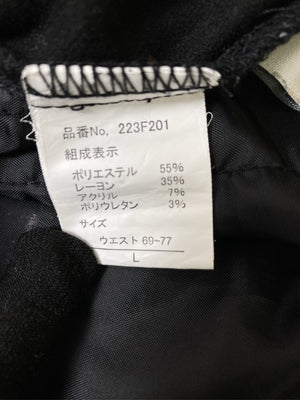 品番No, 223F201
組成表示
ポリエステル 55%
レーヨン 35%
アクリル 7%
ポリウレタン 3%
サイズ
ウエスト 69~77
L